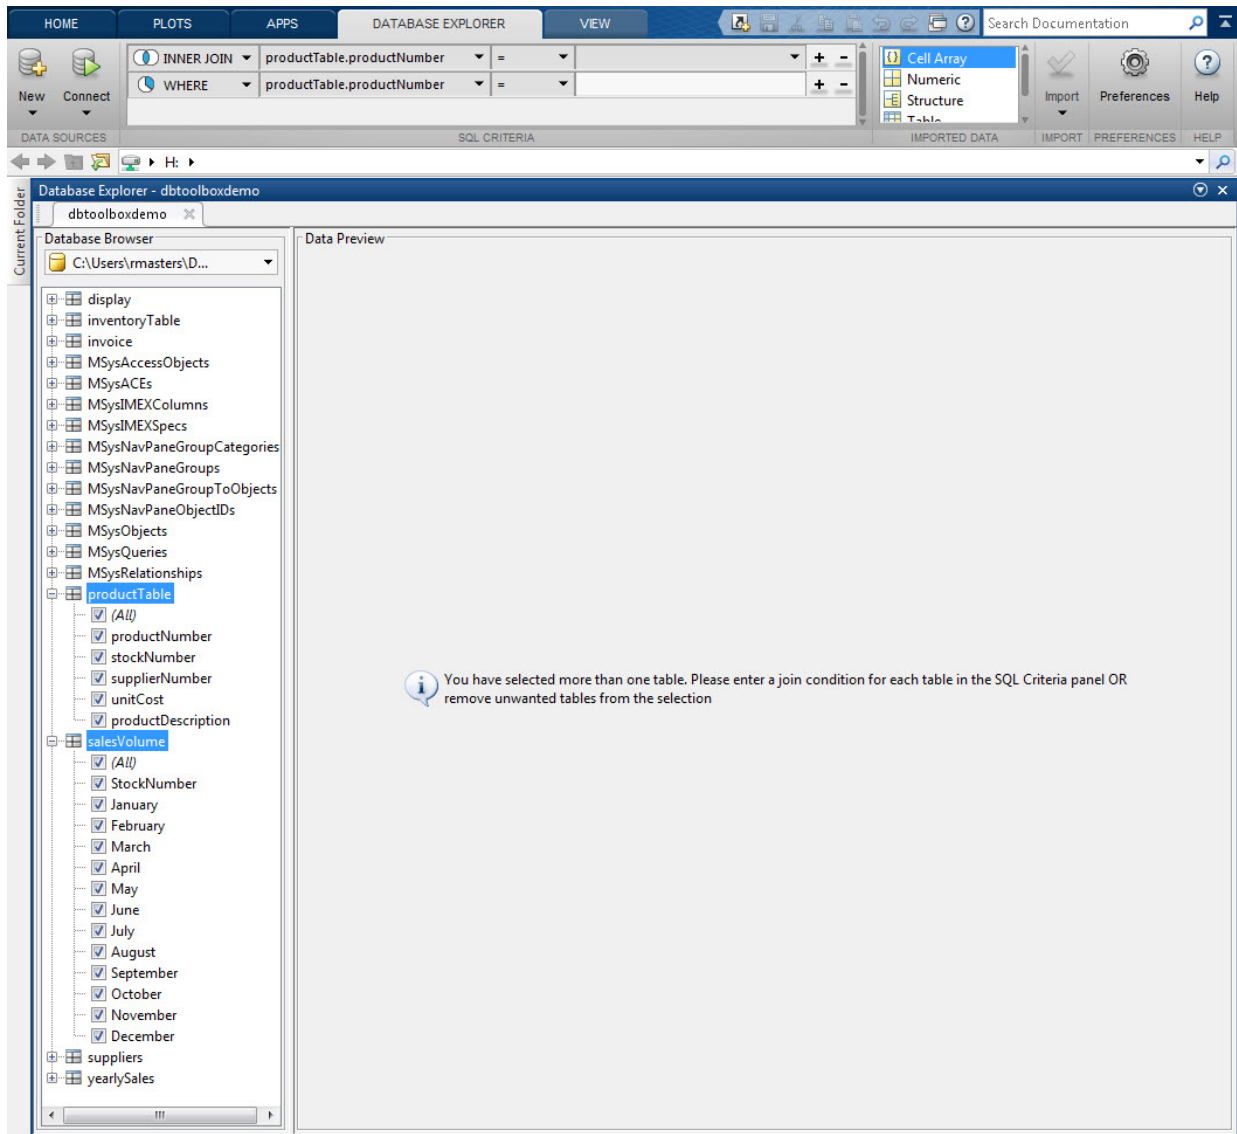 HOME PLOTS APPS DATABASE EXPLORER VIEW Search Documentation
INNER JOIN productTable.productNumber = + -
WHERE productTable.productNumber = + -
New Connect
Cell Array
Numeric
Structure
Table
Import Preferences Help
DATA SOURCES SQL CRITERIA IMPORTED DATA IMPORT PREFERENCES HELP
H:
Current Folder
Database Explorer - dbtoolboxdemo
dbtoolboxdemo
Database Browser
Data Preview
C:\Users\rmasters\D...
display
inventoryTable
invoice
MSysAccessObjects
MSysACEs
MSysIMEXColumns
MSysIMEXSpecs
MSysNavPaneGroupCategories
MSysNavPaneGroups
MSysNavPaneGroupToObjects
MSysNavPaneObjectIDs
MSysObjects
MSysQueries
MSysRelationships
productTable
(All)
productNumber
stockNumber
supplierNumber
unitCost
productDescription
salesVolume
(All)
StockNumber
January
February
March
April
May
June
July
August
September
October
November
December
suppliers
yearlySales
You have selected more than one table. Please enter a join condition for each table in the SQL Criteria panel OR
remove unwanted tables from the selection